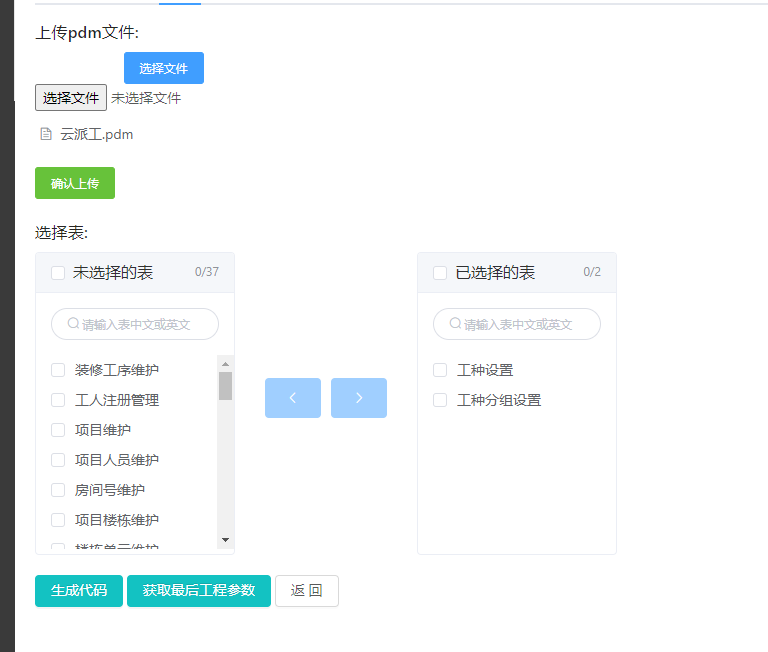 上传pdm文件:
选择文件
选择文件 未选择文件
云派工.pdm
确认上传
选择表:
未选择的表 0/37
请输入表中文或英文
装修工序维护
工人注册管理
项目维护
项目人员维护
房间号维护
项目楼栋维护
楼栋单元维护
已选择的表 0/2
请输入表中文或英文
工种设置
工种分组设置
生成代码 获取最后工程参数 返 回